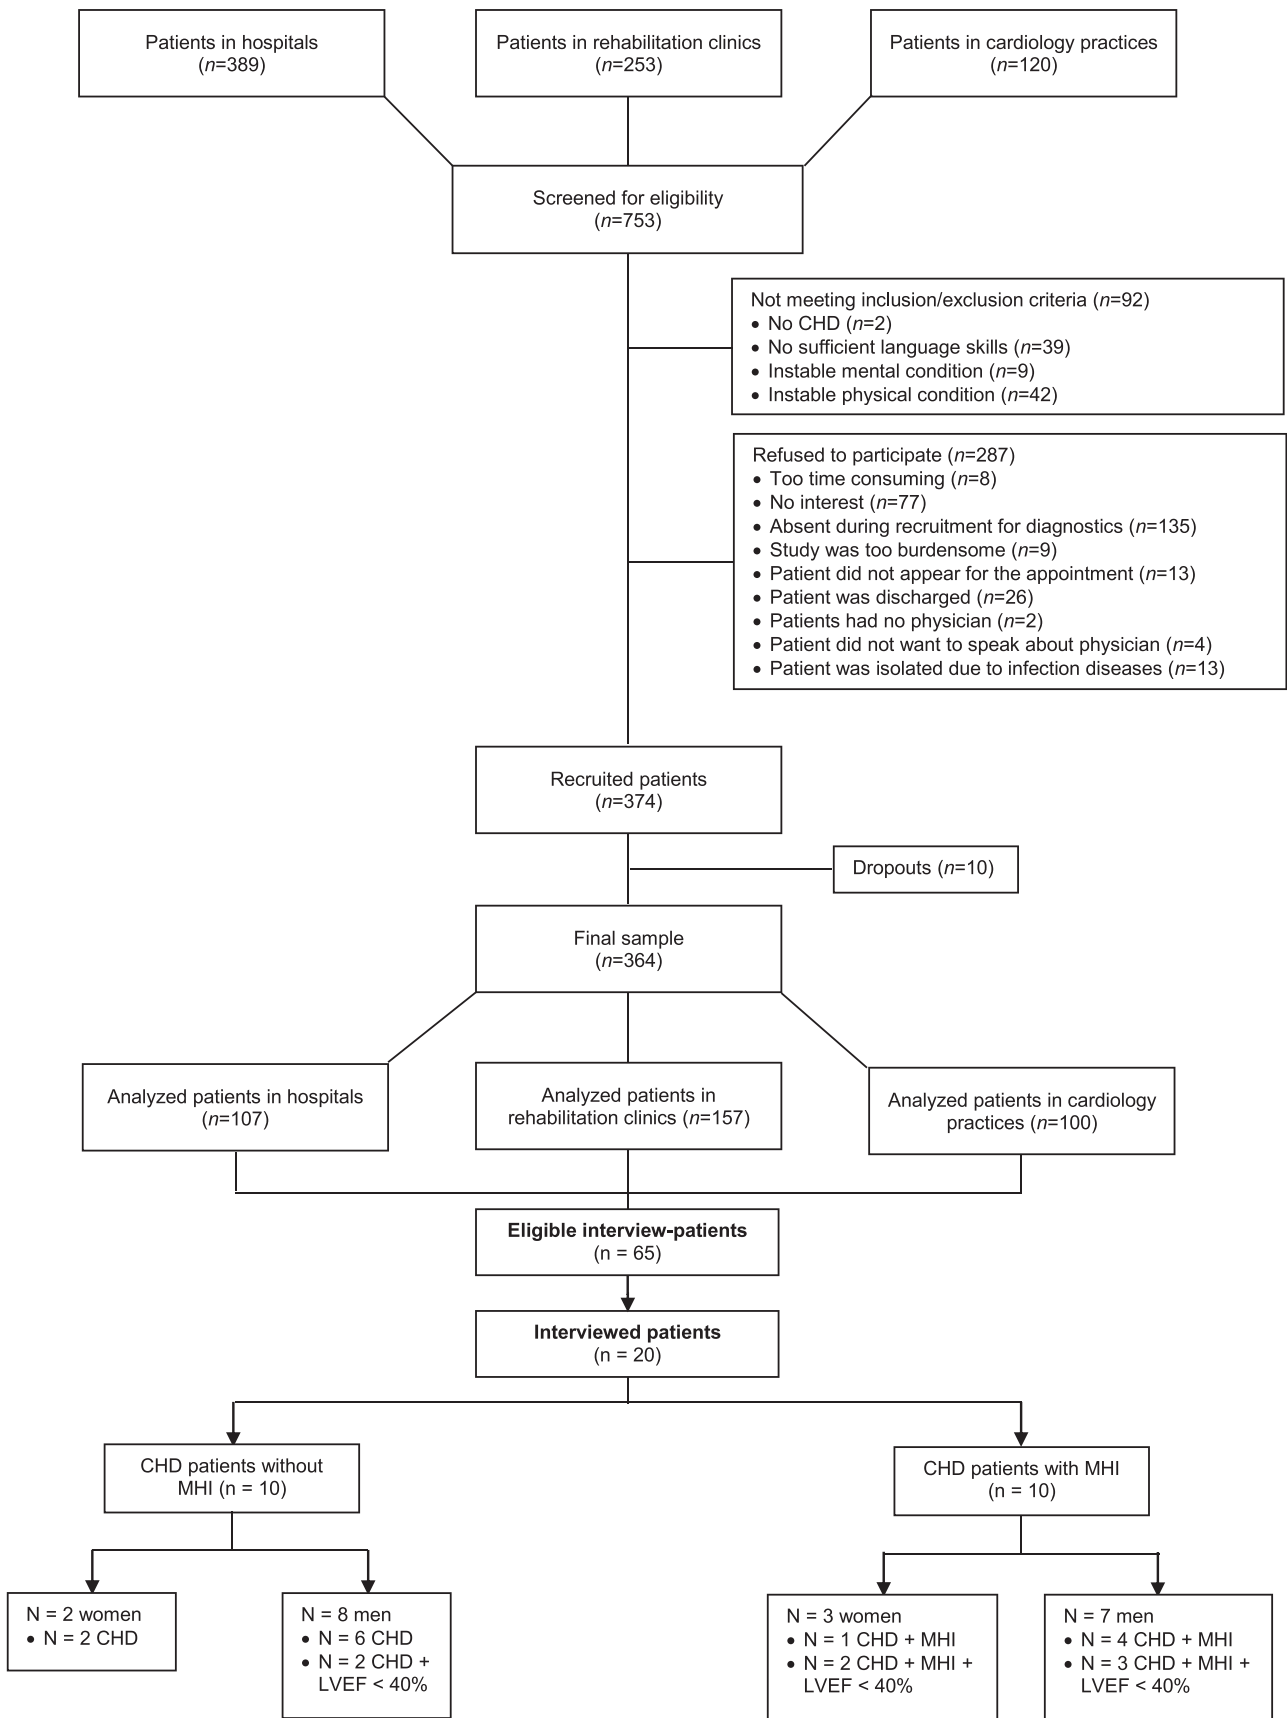 Patients in hospitals
(n=389)
Patients in rehabilitation clinics
(n=253)
Patients in cardiology practices
(n=120)
Screened for eligibility
(n=753)
Not meeting inclusion/exclusion criteria (n=92)
• No CHD (n=2)
• No sufficient language skills (n=39)
• Instable mental condition (n=9)
• Instable physical condition (n=42)
Refused to participate (n=287)
• Too time consuming (n=8)
• No interest (n=77)
• Absent during recruitment for diagnostics (n=135)
• Study was too burdensome (n=9)
• Patient did not appear for the appointment (n=13)
• Patient was discharged (n=26)
• Patients had no physician (n=2)
• Patient did not want to speak about physician (n=4)
• Patient was isolated due to infection diseases (n=13)
Recruited patients
(n=374)
Dropouts (n=10)
Final sample
(n=364)
Analyzed patients in hospitals
(n=107)
Analyzed patients in
rehabilitation clinics (n=157)
Analyzed patients in cardiology
practices (n=100)
Eligible interview-patients
(n = 65)
Interviewed patients
(n = 20)
CHD patients without
MHI (n = 10)
CHD patients with MHI
(n = 10)
N = 2 women
• N = 2 CHD
N = 8 men
• N = 6 CHD
• N = 2 CHD +
LVEF < 40%
N = 3 women
• N = 1 CHD + MHI
• N = 2 CHD + MHI +
LVEF < 40%
N = 7 men
• N = 4 CHD + MHI
• N = 3 CHD + MHI +
LVEF < 40%